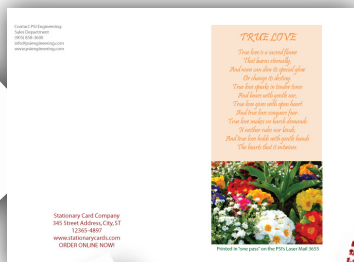 Contact PSI Engineering:
Sales Department
info@psiengineering.com
www.psiengineering.com
TRUE LOVE
True love is a sacred flame
That burns eternally,
And none can dim its special glow
Or change its destiny.
True love speaks in tender tones
And hears with gentle ear,
True love gives with open heart
And true love conquers fear.
True love makes no harsh demands
It neither rules nor binds,
And true love holds with gentle hands
The hearts that it entwines.
Stationary Card Company
345 Street Address, City, ST
12365-4897
www.stationarycards.com
ORDER ONLINE NOW!
Printed in "one pass" on the PSI's Laser Mail 3655